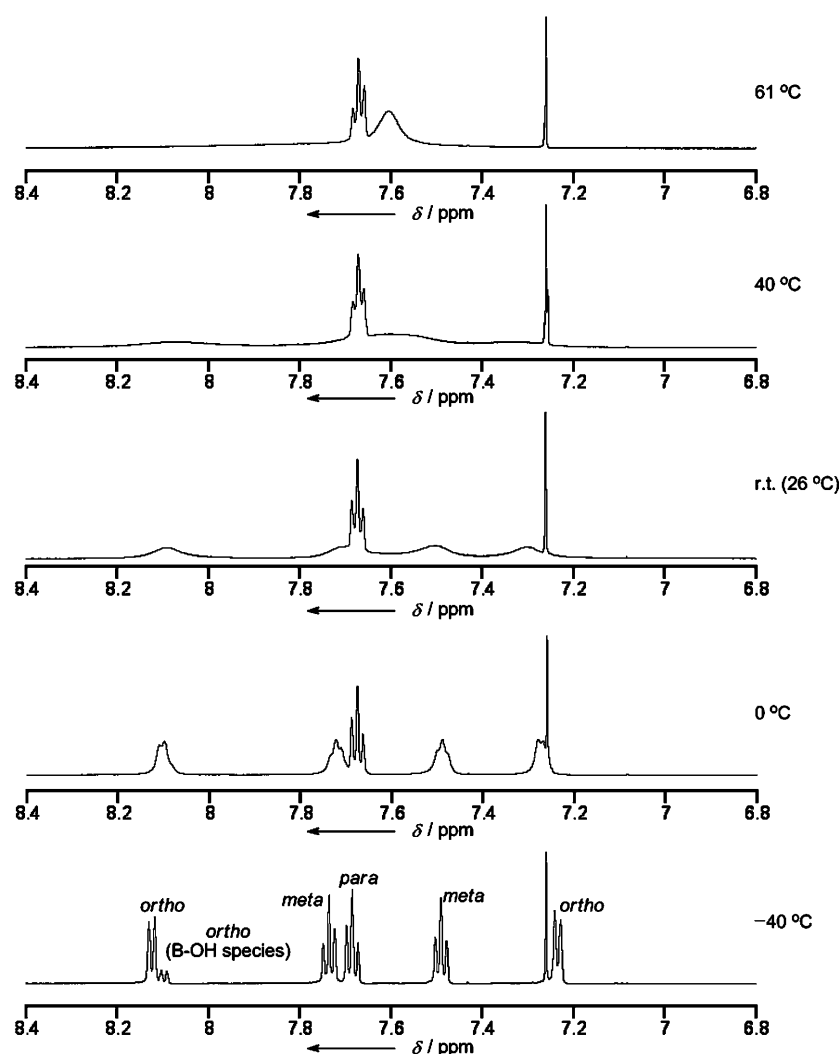 61 ºC
8.4 8.2 8 7.8 7.6 7.4 7.2 7 6.8
δ / ppm
40 ºC
8.4 8.2 8 7.8 7.6 7.4 7.2 7 6.8
δ / ppm
r.t. (26 ºC)
8.4 8.2 8 7.8 7.6 7.4 7.2 7 6.8
δ / ppm
0 ºC
8.4 8.2 8 7.8 7.6 7.4 7.2 7 6.8
δ / ppm
para
ortho meta meta ortho −40 ºC
ortho
(B-OH species)
8.4 8.2 8 7.8 7.6 7.4 7.2 7 6.8
δ / ppm